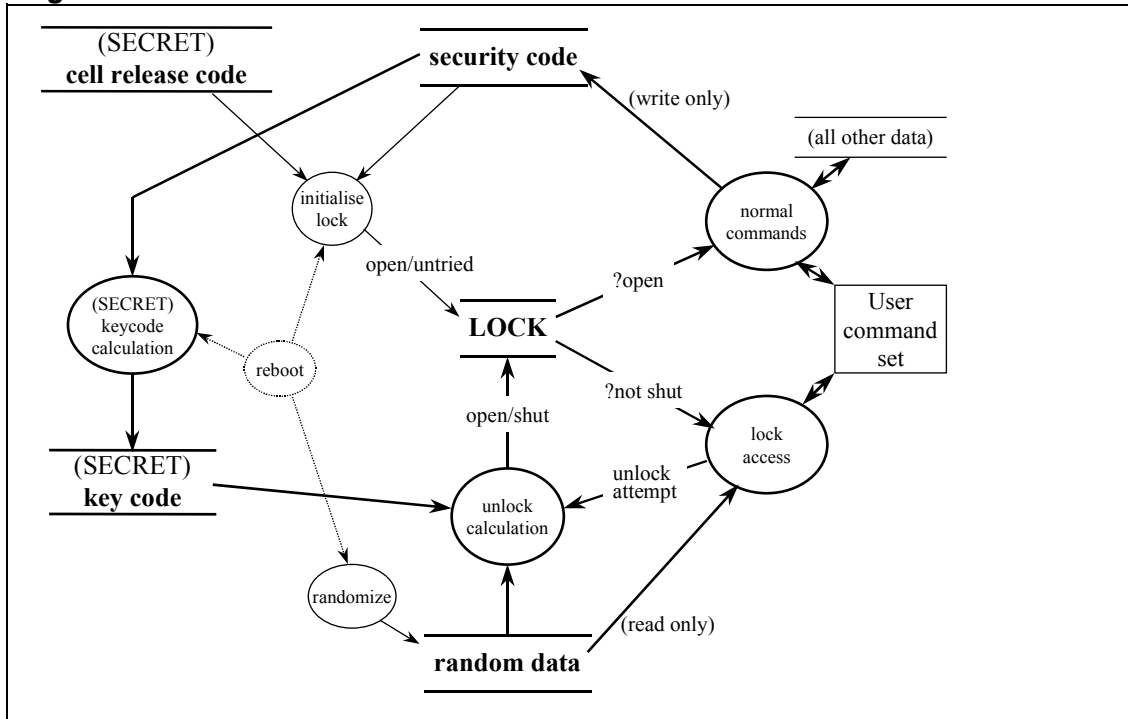 (SECRET)
cell release code
security code
(write only)
(all other data)
initialise
lock
normal
commands
open/untried
?open
(SECRET)
keycode
calculation
LOCK
User
command
set
reboot
?not shut
open/shut
lock
access
(SECRET)
key code
unlock
attempt
unlock
calculation
randomize
(read only)
random data